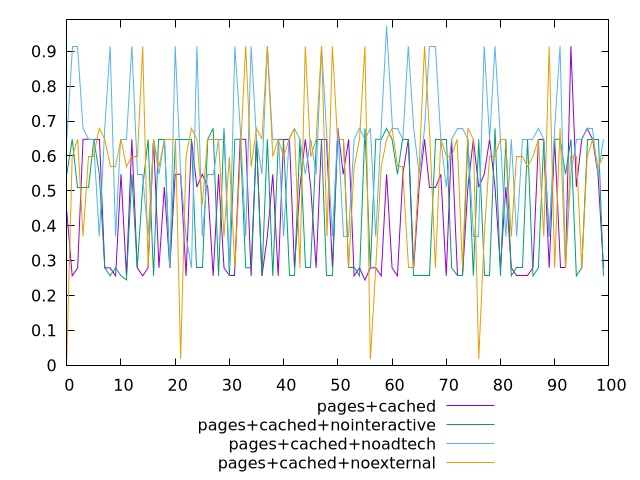 0.9
0.8
0.7
0.6
0.5
0.4
0.3
0.2
0.1
0
0 10 20 30 40 50 60 70 80 90 100
pages+cached
pages+cached+nointeractive
pages+cached+noadtech
pages+cached+noexternal